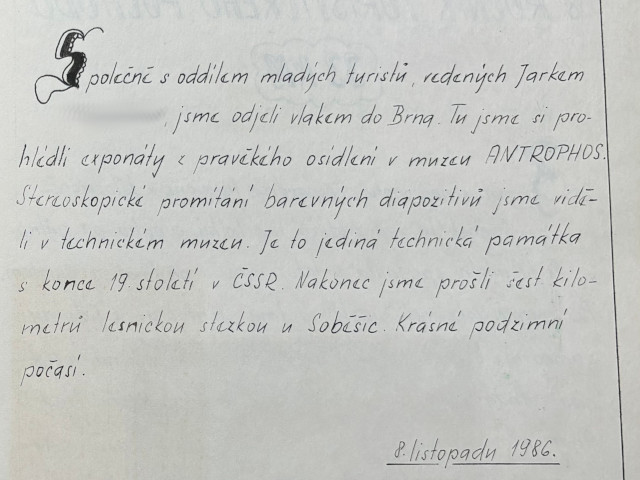 Společně s oddílem mladých turistů, vedených Jarkem
, jsme odjeli vlakem do Brna. Tu jsme si pro-
hlédli exponáty z pravěkého osídlení v muzeu ANTROPHOS.
Stereoskopické promítání barevných diapozitivů jsme vidě-
li v technickém muzeu. Je to jediná technická památka
s konce 19. století v ČSSR. Nakonec jsme prošli šest kilo-
metrů lesnickou stezkou u Soběšic. Krásné podzimní
počasí.
8. listopadu 1986.